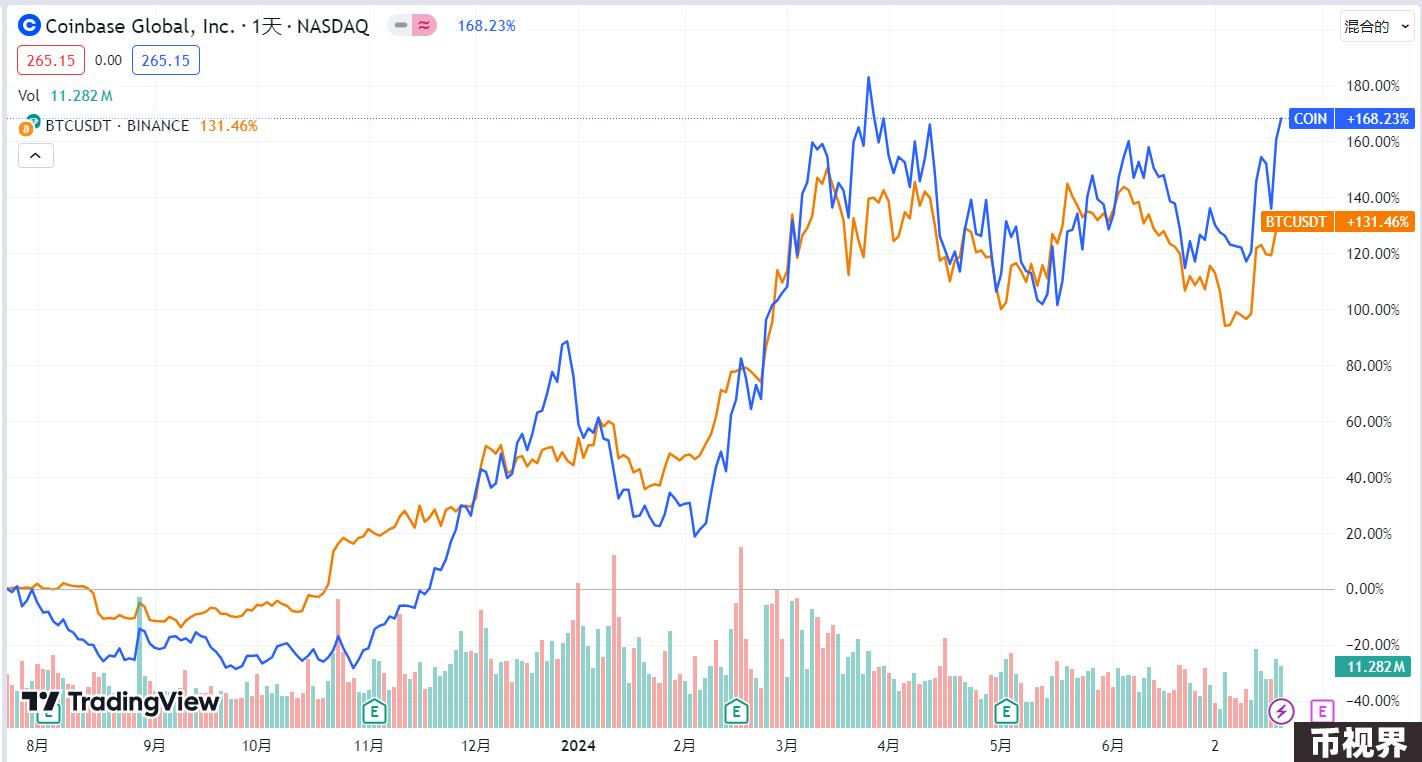 Coinbase Global, Inc. · 1天 · NASDAQ 168.23%
混合的
265.15 0.00 265.15
Vol 11.282 M
BTCUSDT · BINANCE 131.46%
180.00%
COIN +168.23%
160.00%
140.00%
BTCUSDT +131.46%
120.00%
100.00%
80.00%
60.00%
40.00%
20.00%
0.00%
-20.00%
11.282 M
-40.00%
TradingView
E E E E E
8月 9月 10月 11月 12月 2024 2月 3月 4月 5月 6月 2
币视界